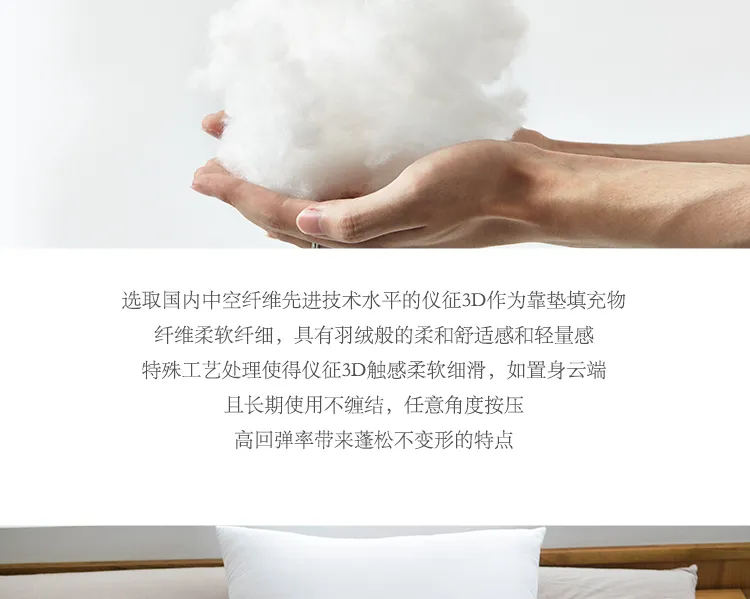 选取国内中空纤维先进技术水平的仪征3D作为靠垫填充物
纤维柔软纤细，具有羽绒般的柔和舒适感和轻量感
特殊工艺处理使得仪征3D触感柔软细滑，如置身云端
且长期使用不缠结，任意角度按压
高回弹率带来蓬松不变形的特点